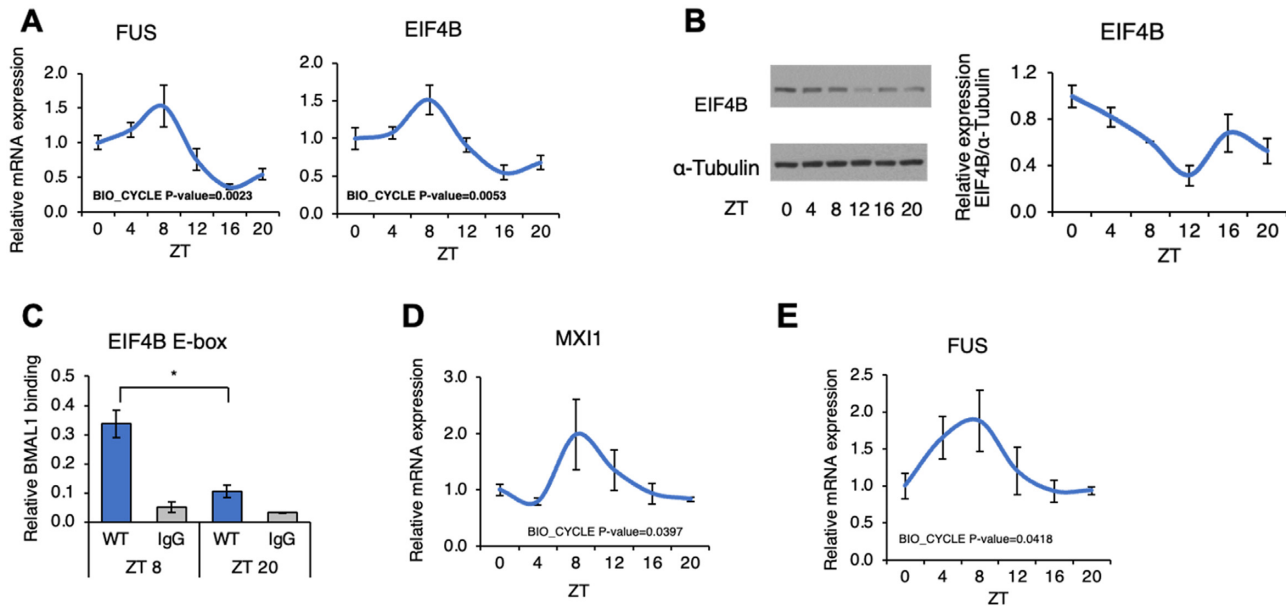 A
FUS
Relative mRNA expression
2.0
1.5
1.0
0.5
0.0
BIO_CYCLE P-value=0.0023
0 4 8 12 16 20
ZT
EIF4B
2.0
1.5
1.0
0.5
0.0
BIO_CYCLE P-value=0.0053
0 4 8 12 16 20
ZT
B
EIF4B
α-Tubulin
ZT 0 4 8 12 16 20
EIF4B
Relative expression
EIF4B/α-Tubulin
1.2
0.8
0.4
0.0
0 4 8 12 16 20
ZT
C
EIF4B E-box
Relative BMAL1 binding
0.5
0.4
0.3
0.2
0.1
0.0
*
WT IgG WT IgG
ZT 8 ZT 20
D
MXI1
Relative mRNA expression
3.0
2.0
1.0
0.0
BIO_CYCLE P-value=0.0397
0 4 8 12 16 20
ZT
E
FUS
Relative mRNA expression
2.5
2.0
1.5
1.0
0.5
0.0
BIO_CYCLE P-value=0.0418
0 4 8 12 16 20
ZT